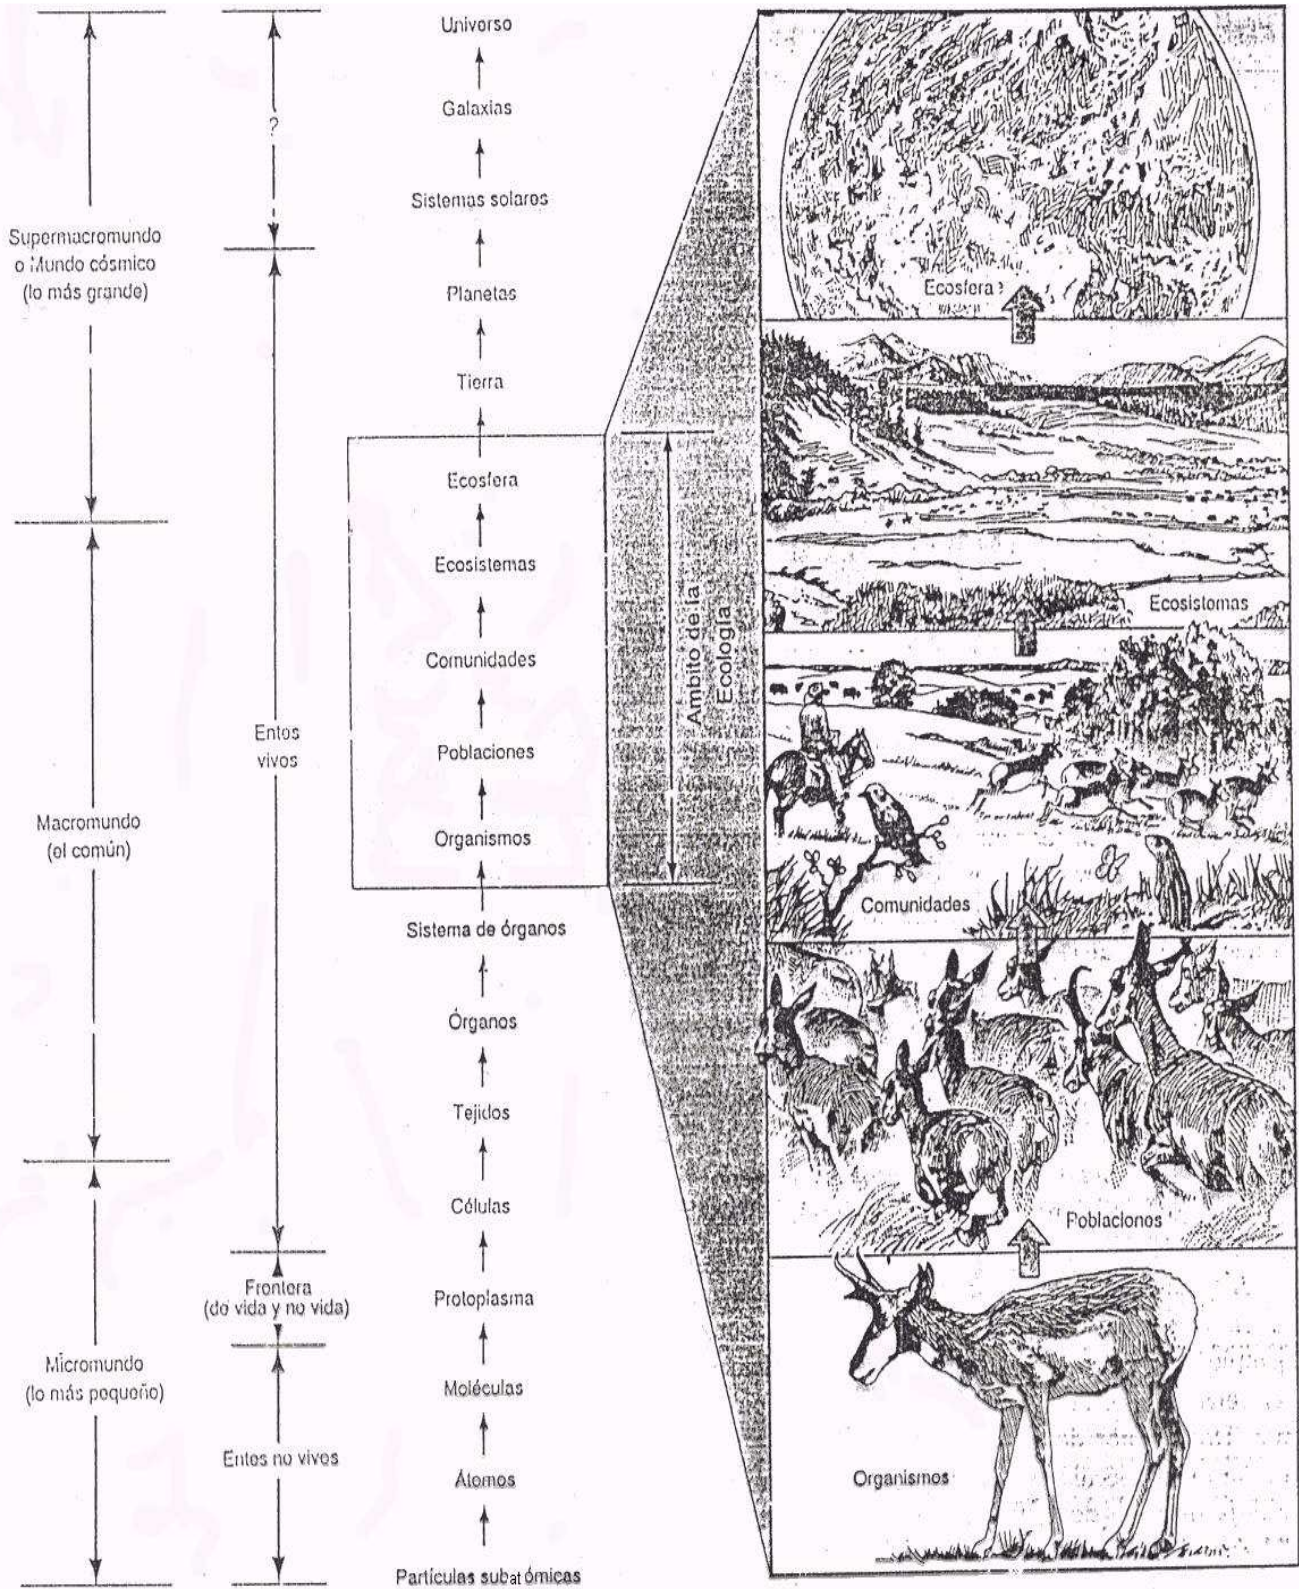 Supermacromundo
o Mundo cósmico
(lo más grande)
Macromundo
(el común)
Micromundo
(lo más pequeño)
?
Entes
vivos
Frontera
(de vida y no vida)
Entes no vivos
Universo
Galaxias
Sistemas solares
Planetas
Tierra
Ecosfera
Ecosistemas
Comunidades
Poblaciones
Organismos
Sistema de órganos
Órganos
Tejidos
Células
Protoplasma
Moléculas
Átomos
Partículas subatómicas
Ámbito de la
Ecología
Ecosfera
Ecosistemas
Comunidades
Poblaciones
Organismos